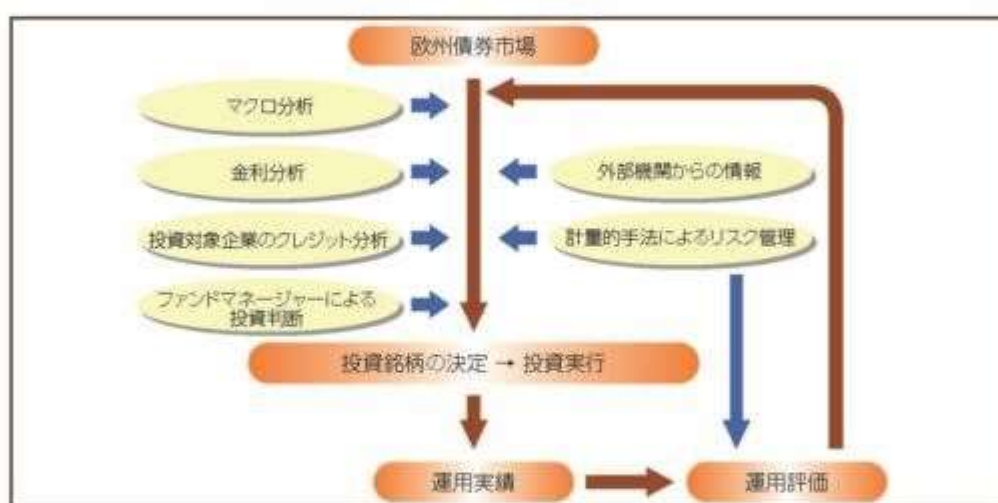 欧州債券市場
マクロ分析
金利分析
外部機関からの情報
投資対象企業のクレジット分析
計量的手法によるリスク管理
ファンドマネージャーによる
投資判断
投資銘柄の決定 → 投資実行
運用実績
運用評価